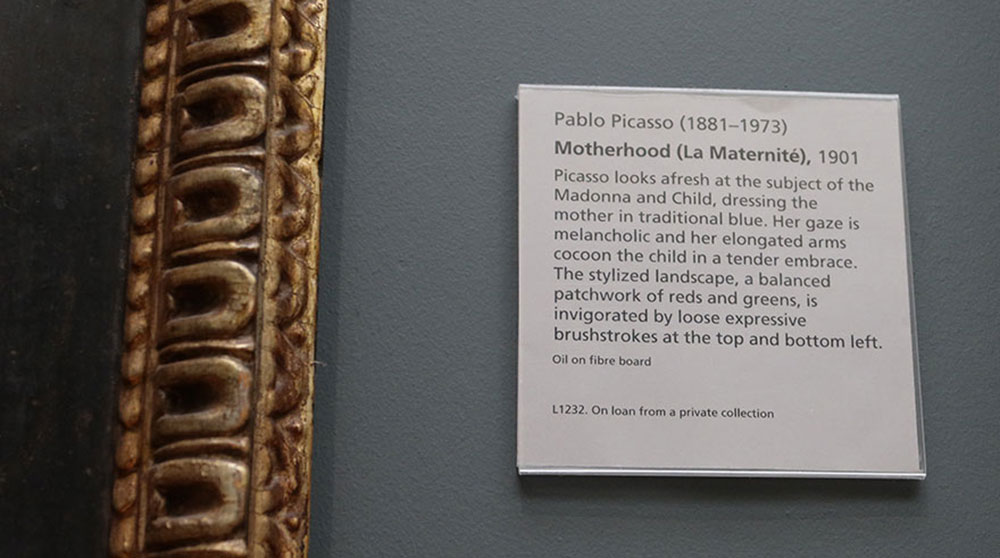 Pablo Picasso (1881–1973)
Motherhood (La Maternité), 1901
Picasso looks afresh at the subject of the
Madonna and Child, dressing the
mother in traditional blue. Her gaze is
melancholic and her elongated arms
cocoon the child in a tender embrace.
The stylized landscape, a balanced
patchwork of reds and greens, is
invigorated by loose expressive
brushstrokes at the top and bottom left.
Oil on fibre board
L1232. On loan from a private collection